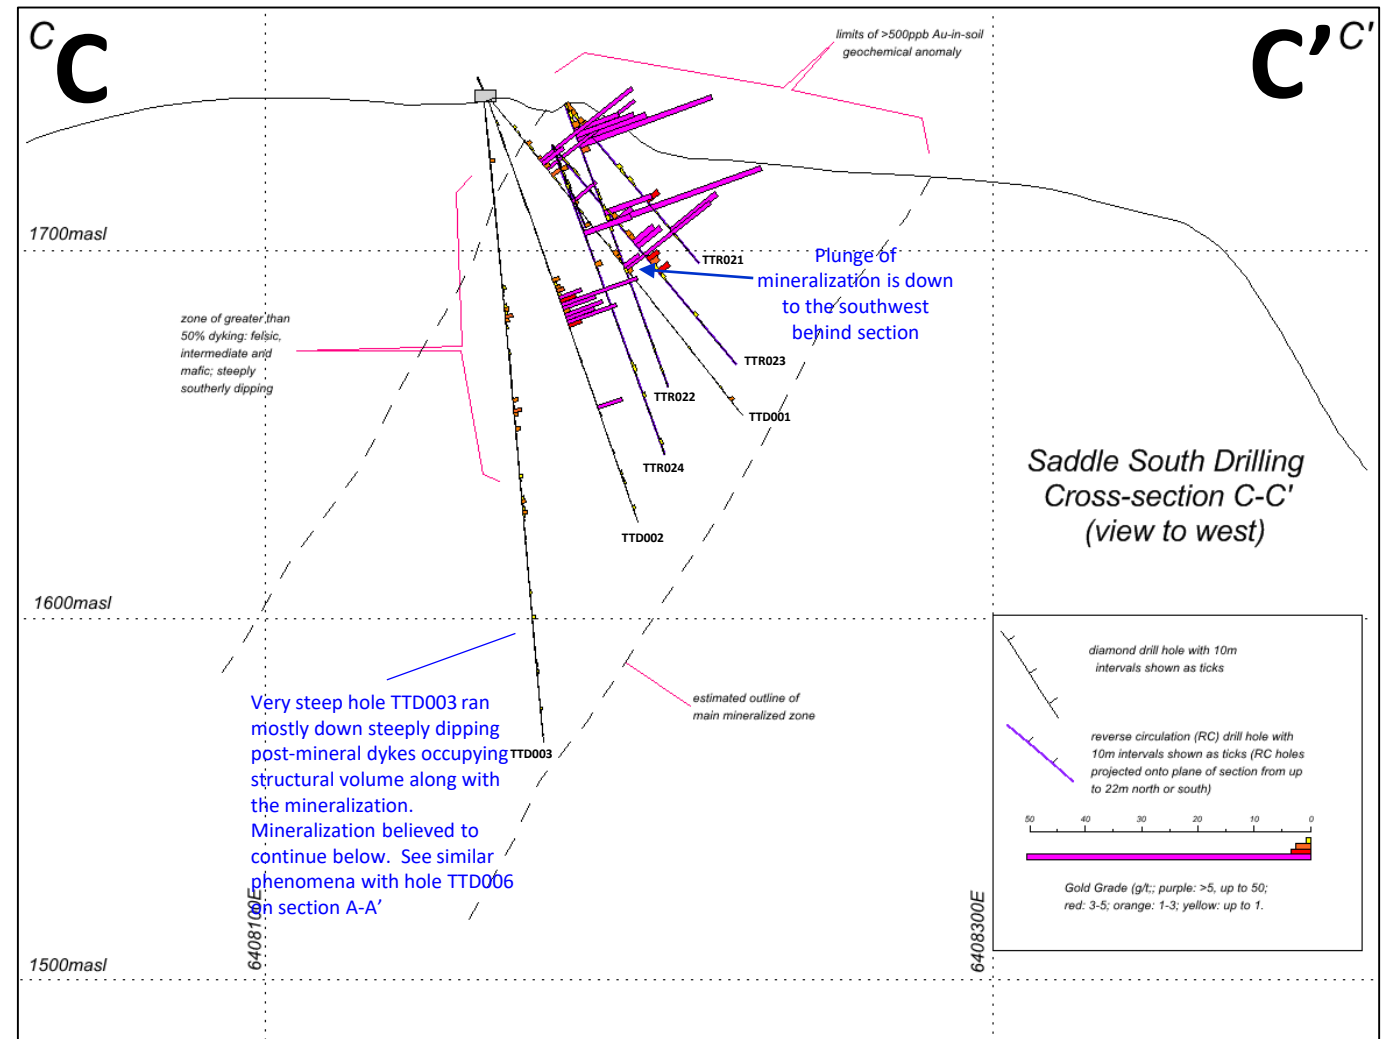 C
C
C'
C'
limits of >500ppb Au-in-soil
geochemical anomaly
1700masl
TTR021
Plunge of
mineralization is down
to the southwest
behind section
zone of greater than
50% dyking: felsic,
intermediate and
mafic; steeply
southerly dipping
TTR023
TTR022
TTD001
TTR024
Saddle South Drilling
Cross-section C-C'
(view to west)
TTD002
1600masl
diamond drill hole with 10m
intervals shown as ticks
estimated outline of
main mineralized zone
Very steep hole TTD003 ran
mostly down steeply dipping
post-mineral dykes occupying
structural volume along with
the mineralization.
Mineralization believed to
continue below.  See similar
phenomena with hole TTD006
on section A-A’
TTD003
reverse circulation (RC) drill hole with
10m intervals shown as ticks (RC holes
projected onto plane of section from up
to 22m north or south)
50 40 30 20 10 0
Gold Grade (g/t;; purple: >5, up to 50;
red: 3-5; orange: 1-3; yellow: up to 1.
6408100E
6408300E
1500masl